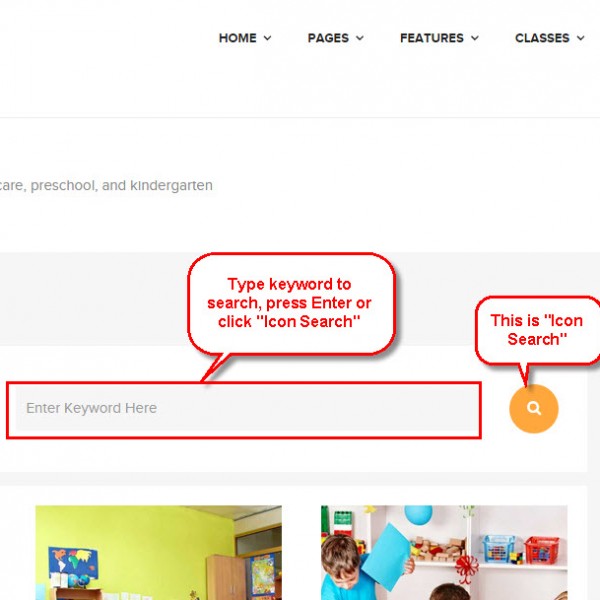 HOME PAGES FEATURES CLASSES
care, preschool, and kindergarten
Type keyword to
search, press Enter or
click "Icon Search"
This is "Icon
Search"
Enter Keyword Here